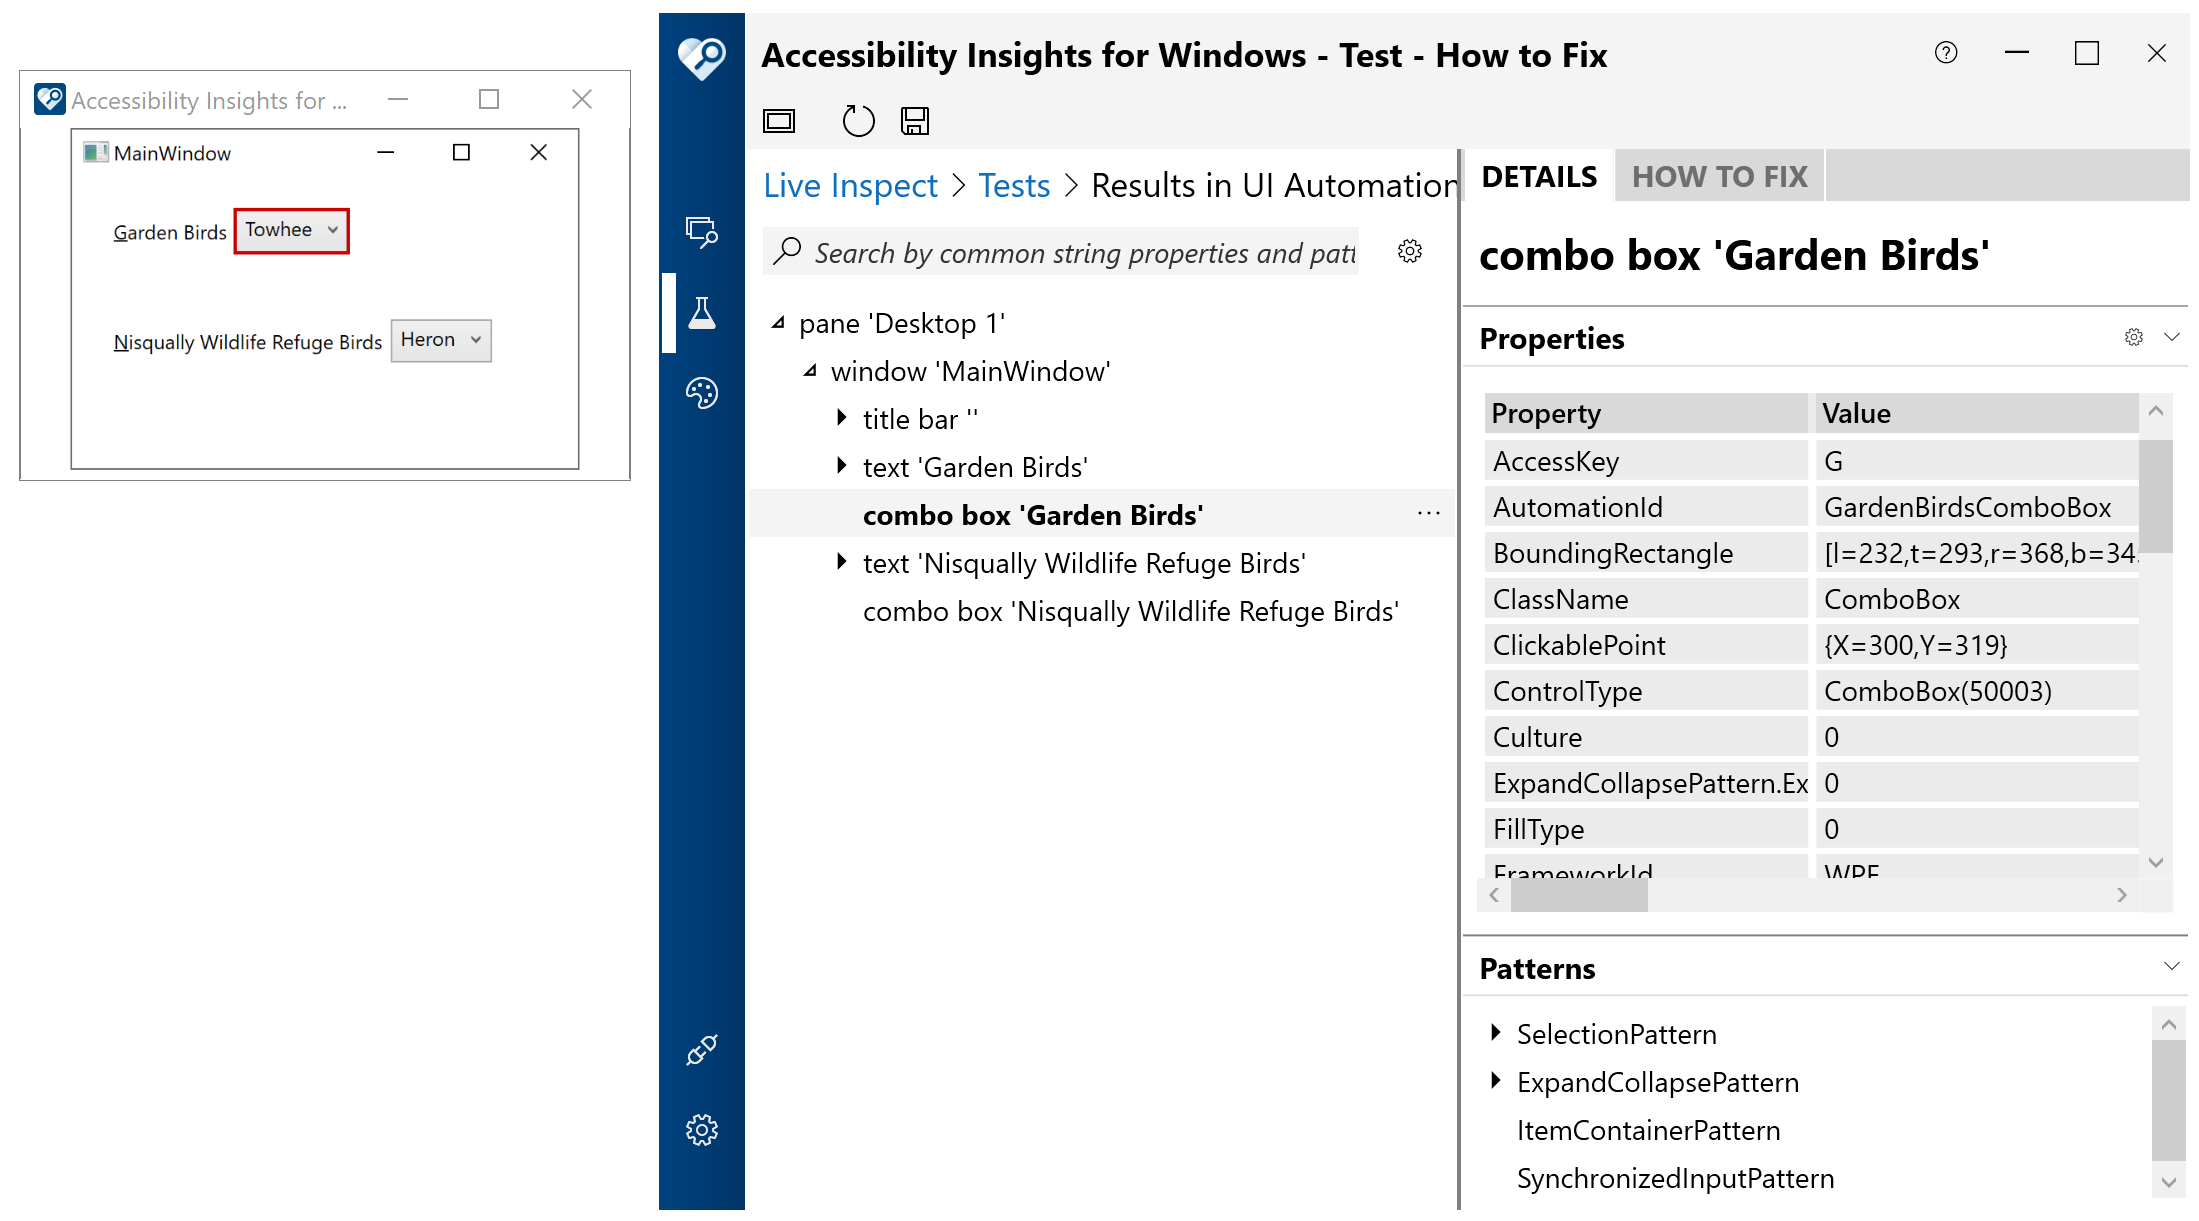 Accessibility Insights for ...
MainWindow
Garden Birds Towhee
Nisqually Wildlife Refuge Birds Heron
Accessibility Insights for Windows - Test - How to Fix
Live Inspect > Tests > Results in UI Automation
Search by common string properties and patt
pane 'Desktop 1'
window 'MainWindow'
title bar ''
text 'Garden Birds'
combo box 'Garden Birds' ...
text 'Nisqually Wildlife Refuge Birds'
combo box 'Nisqually Wildlife Refuge Birds'
DETAILS HOW TO FIX
combo box 'Garden Birds'
Properties
Property Value
AccessKey G
AutomationId GardenBirdsComboBox
BoundingRectangle [l=232,t=293,r=368,b=34
ClassName ComboBox
ClickablePoint {X=300,Y=319}
ControlType ComboBox(50003)
Culture 0
ExpandCollapsePattern.Ex 0
FillType 0
FrameworkId WPF
Patterns
SelectionPattern
ExpandCollapsePattern
ItemContainerPattern
SynchronizedInputPattern